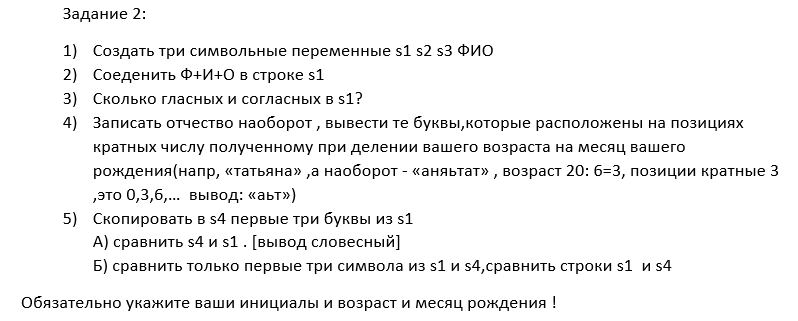 Задание 2:
1) Создать три символьные переменные s1 s2 s3 ФИО
2) Соеденить Ф+И+О в строке s1
3) Сколько гласных и согласных в s1?
4) Записать отчество наоборот , вывести те буквы,которые расположены на позициях
кратных числу полученному при делении вашего возраста на месяц вашего
рождения(напр, «татьяна» ,а наоборот - «аняьтат» , возраст 20: 6=3, позиции кратные 3
,это 0,3,6,... вывод: «аьт»)
5) Скопировать в s4 первые три буквы из s1
А) сравнить s4 и s1 . [вывод словесный]
Б) сравнить только первые три символа из s1 и s4,сравнить строки s1 и s4
Обязательно укажите ваши инициалы и возраст и месяц рождения !